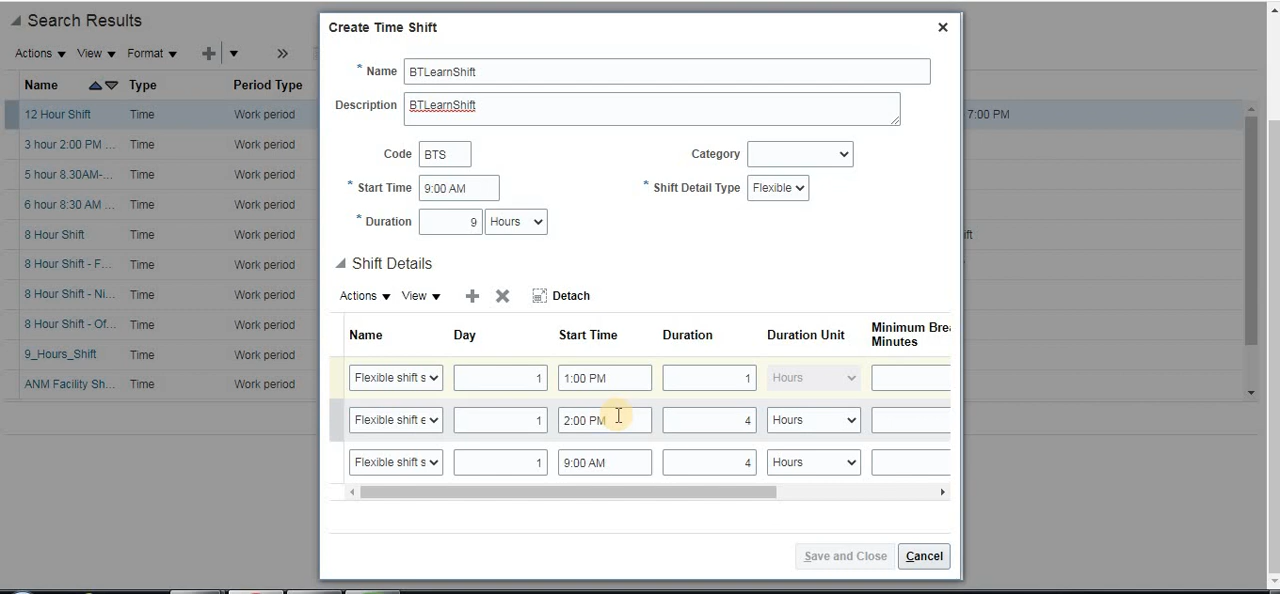 Search Results
Actions View Format
Name Type Period Type
12 Hour Shift Time Work period 7:00 PM
3 hour 2:00 PM ... Time Work period
5 hour 8.30AM-... Time Work period
6 hour 8:30 AM ... Time Work period
8 Hour Shift Time Work period ift
8 Hour Shift - F... Time Work period
8 Hour Shift - Ni... Time Work period
8 Hour Shift - Of... Time Work period
9_Hours_Shift Time Work period
ANM Facility Sh... Time Work period
Create Time Shift
* Name BTLearnShift
Description BTLearnShift
Code BTS Category
* Start Time 9:00 AM * Shift Detail Type Flexible
* Duration 9 Hours
Shift Details
Actions View Detach
Name Day Start Time Duration Duration Unit Minimum Brea
Minutes
Flexible shift s 1 1:00 PM 1 Hours
Flexible shift e 1 2:00 PM 4 Hours
Flexible shift s 1 9:00 AM 4 Hours
Save and Close Cancel